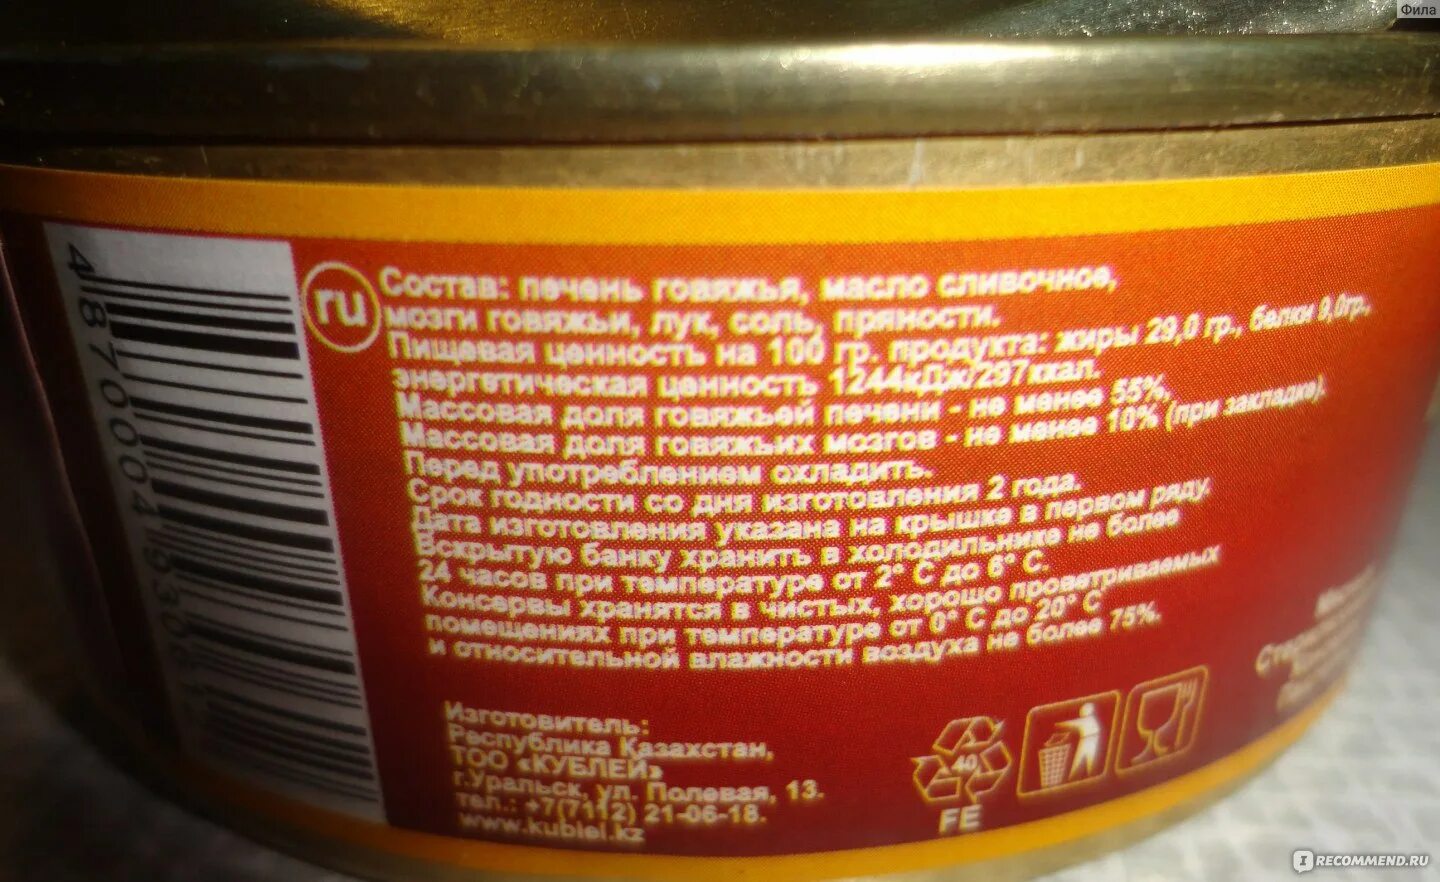 Фила
ru
Состав: печень говяжья, масло сливочное,
мозги говяжьи, лук, соль, пряности.
Пищевая ценность на 100 гр. продукта: жиры 29,0 гр., белки 9,0гр.,
энергетическая ценность 1244кДж/297ккал.
Массовая доля говяжьей печени - не менее 55%,
Массовая доля говяжьих мозгов - не менее 10% (при закладке).
Перед употреблением охладить.
Срок годности со дня изготовления 2 года.
Дата изготовления указана на крышке в первом ряду.
Вскрытую банку хранить в холодильнике не более
24 часов при температуре от 2° С до 6° С.
Консервы хранятся в чистых, хорошо проветриваемых
помещениях при температуре от 0° С до 20° С
и относительной влажности воздуха не более 75%.
Изготовитель:
Республика Казахстан,
ТОО «КУБЛЕЙ»
г.Уральск, ул. Полевая, 13.
тел.: +7(7112) 21-06-18.
www.kublei.kz
40
FE
4870004930
RECOMMEND.RU